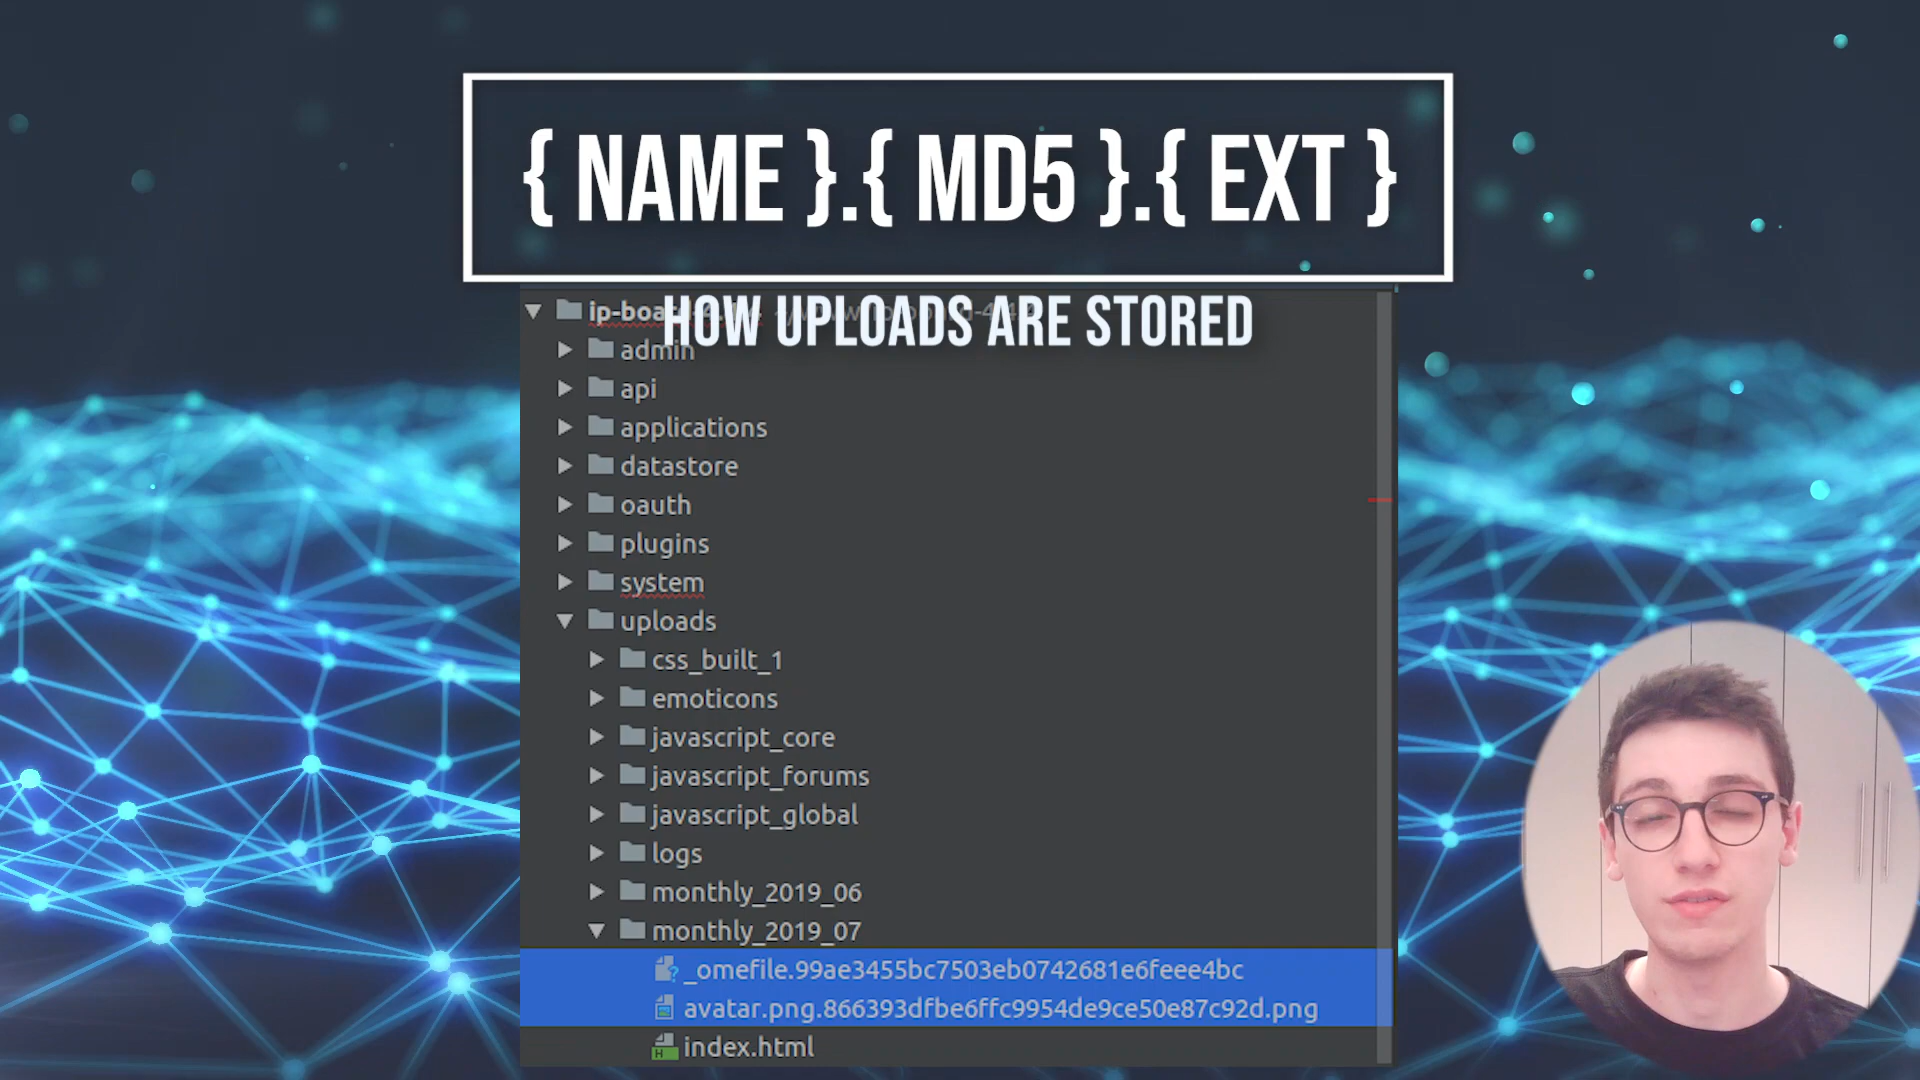 { NAME }.{ MD5 }.{ EXT }
HOW UPLOADS ARE STORED
admin
api
applications
datastore
oauth
plugins
system
uploads
css_built_1
emoticons
javascript_core
javascript_forums
javascript_global
logs
monthly_2019_06
monthly_2019_07
_omefile.99ae3455bc7503eb0742681e6feee4bc
avatar.png.866393dfbe6ffc9954de9ce50e87c92d.png
index.html